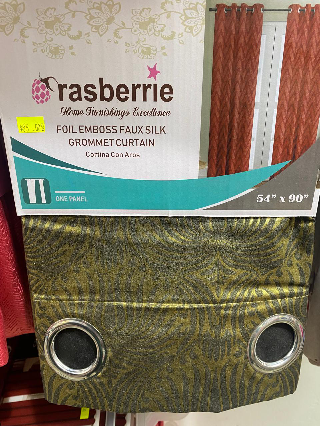 rasberrie
Home Furnishings Excellence
FOIL EMBOSS FAUX SILK
GROMMET CURTAIN
Cortina Con Aros
ONE PANEL
54" x 90"